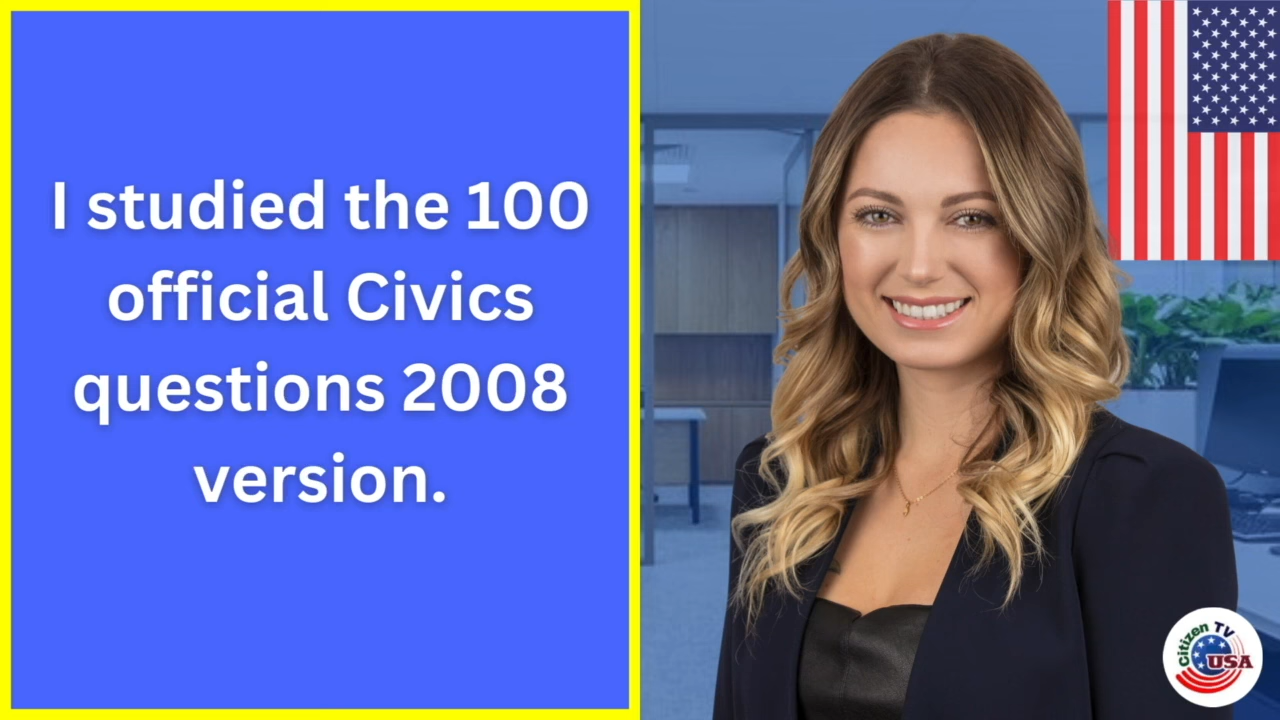 I studied the 100
official Civics
questions 2008
version.
Citizen TV
USA